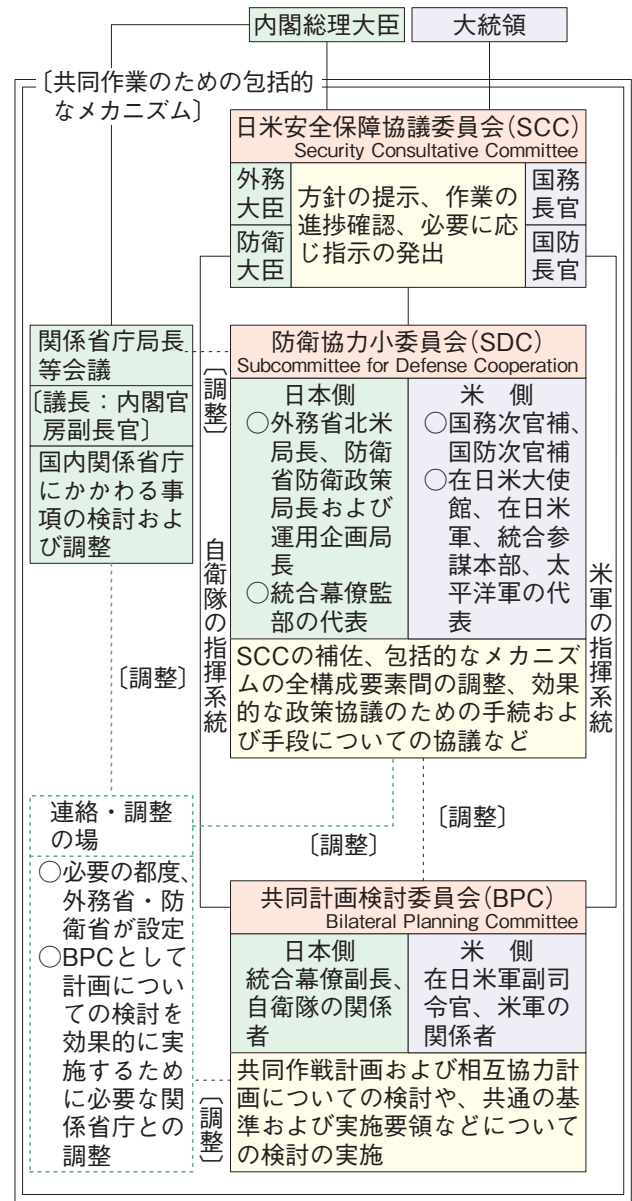 内閣総理大臣
大統領
〔共同作業のための包括的
なメカニズム〕
日米安全保障協議委員会(SCC)
Security Consultative Committee
外務
大臣
防衛
大臣
方針の提示、作業の
進捗確認、必要に応
じ指示の発出
国務
長官
国防
長官
関係省庁局長
等会議
〔議長：内閣官
房副長官〕
国内関係省庁
にかかわる事
項の検討およ
び調整
〔調整〕
防衛協力小委員会(SDC)
Subcommittee for Defense Cooperation
日本側
○外務省北米
局長、防衛
省防衛政策
局長および
運用企画局
長
○統合幕僚監
部の代表
米　側
○国務次官補、
国防次官補
○在日米大使
館、在日米
軍、統合参
謀本部、太
平洋軍の代
表
SCCの補佐、包括的なメカニズ
ムの全構成要素間の調整、効果
的な政策協議のための手続およ
び手段についての協議など
自衛隊の指揮系統
米軍の指揮系統
〔調整〕
〔調整〕
〔調整〕
連絡・調整
の場
○必要の都度、
外務省・防
衛省が設定
○BPCとして
計画につい
ての検討を
効果的に実
施するため
に必要な関
係省庁との
調整
〔調整〕
共同計画検討委員会(BPC)
Bilateral Planning Committee
日本側
統合幕僚副長、
自衛隊の関係
者
米　側
在日米軍副司
令官、米軍の
関係者
共同作戦計画および相互協力計
画についての検討や、共通の基
準および実施要領などについて
の検討の実施